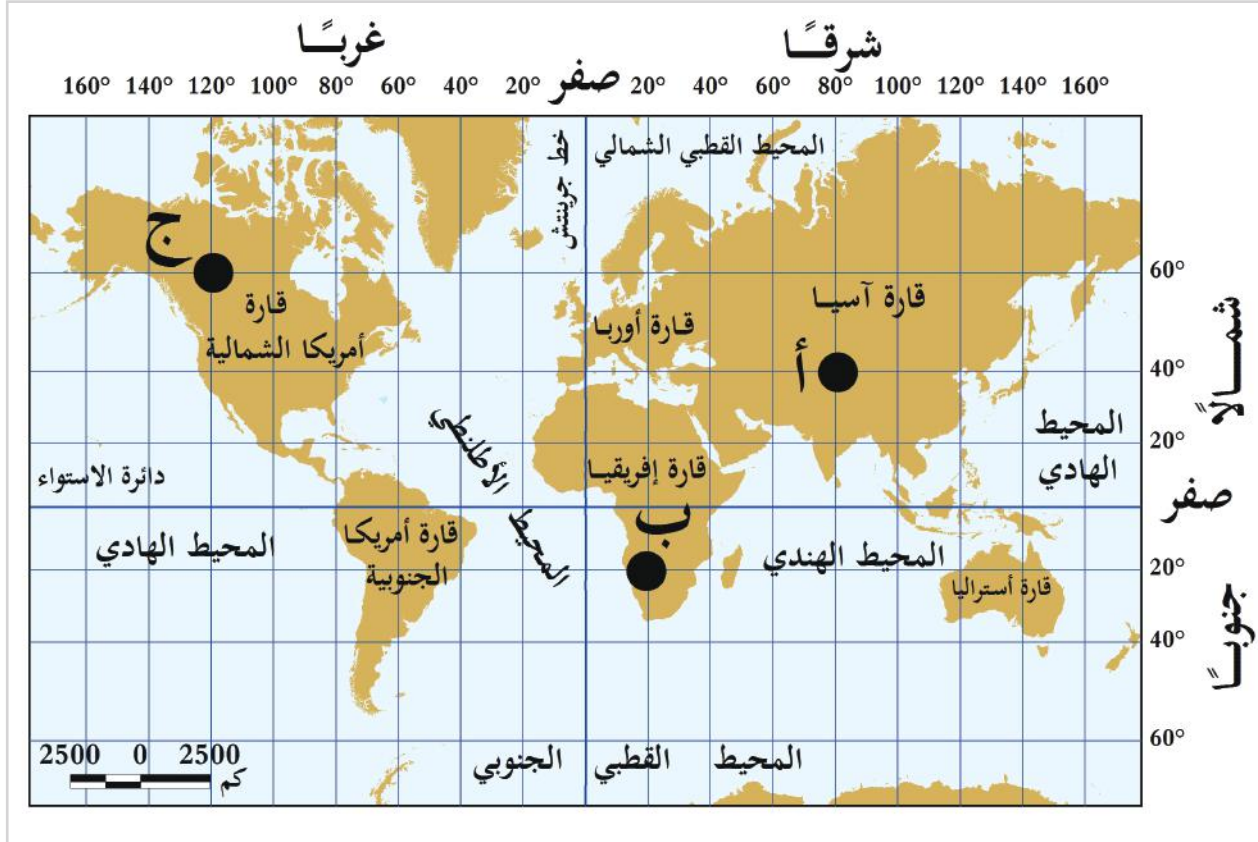 غربًا
شرقًا
160° 140° 120° 100° 80° 60° 40° 20° صفر 20° 40° 60° 80° 100° 120° 140° 160°
خط جرينتش
المحيط القطبي الشمالي
ج
60°
قارة
أمريكا الشمالية
قارة أوربا
قارة آسيا
أ
40°
شمالًا
المحيط
الهادي
المحيط
الأطلنطي
20°
دائرة الاستواء
قارة إفريقيا
صفر
ب
المحيط الهادي
قارة أمريكا
الجنوبية
المحيط الهندي
قارة أستراليا
20°
جنوبًا
40°
60°
المحيط القطبي الجنوبي
2500 0 2500
كم